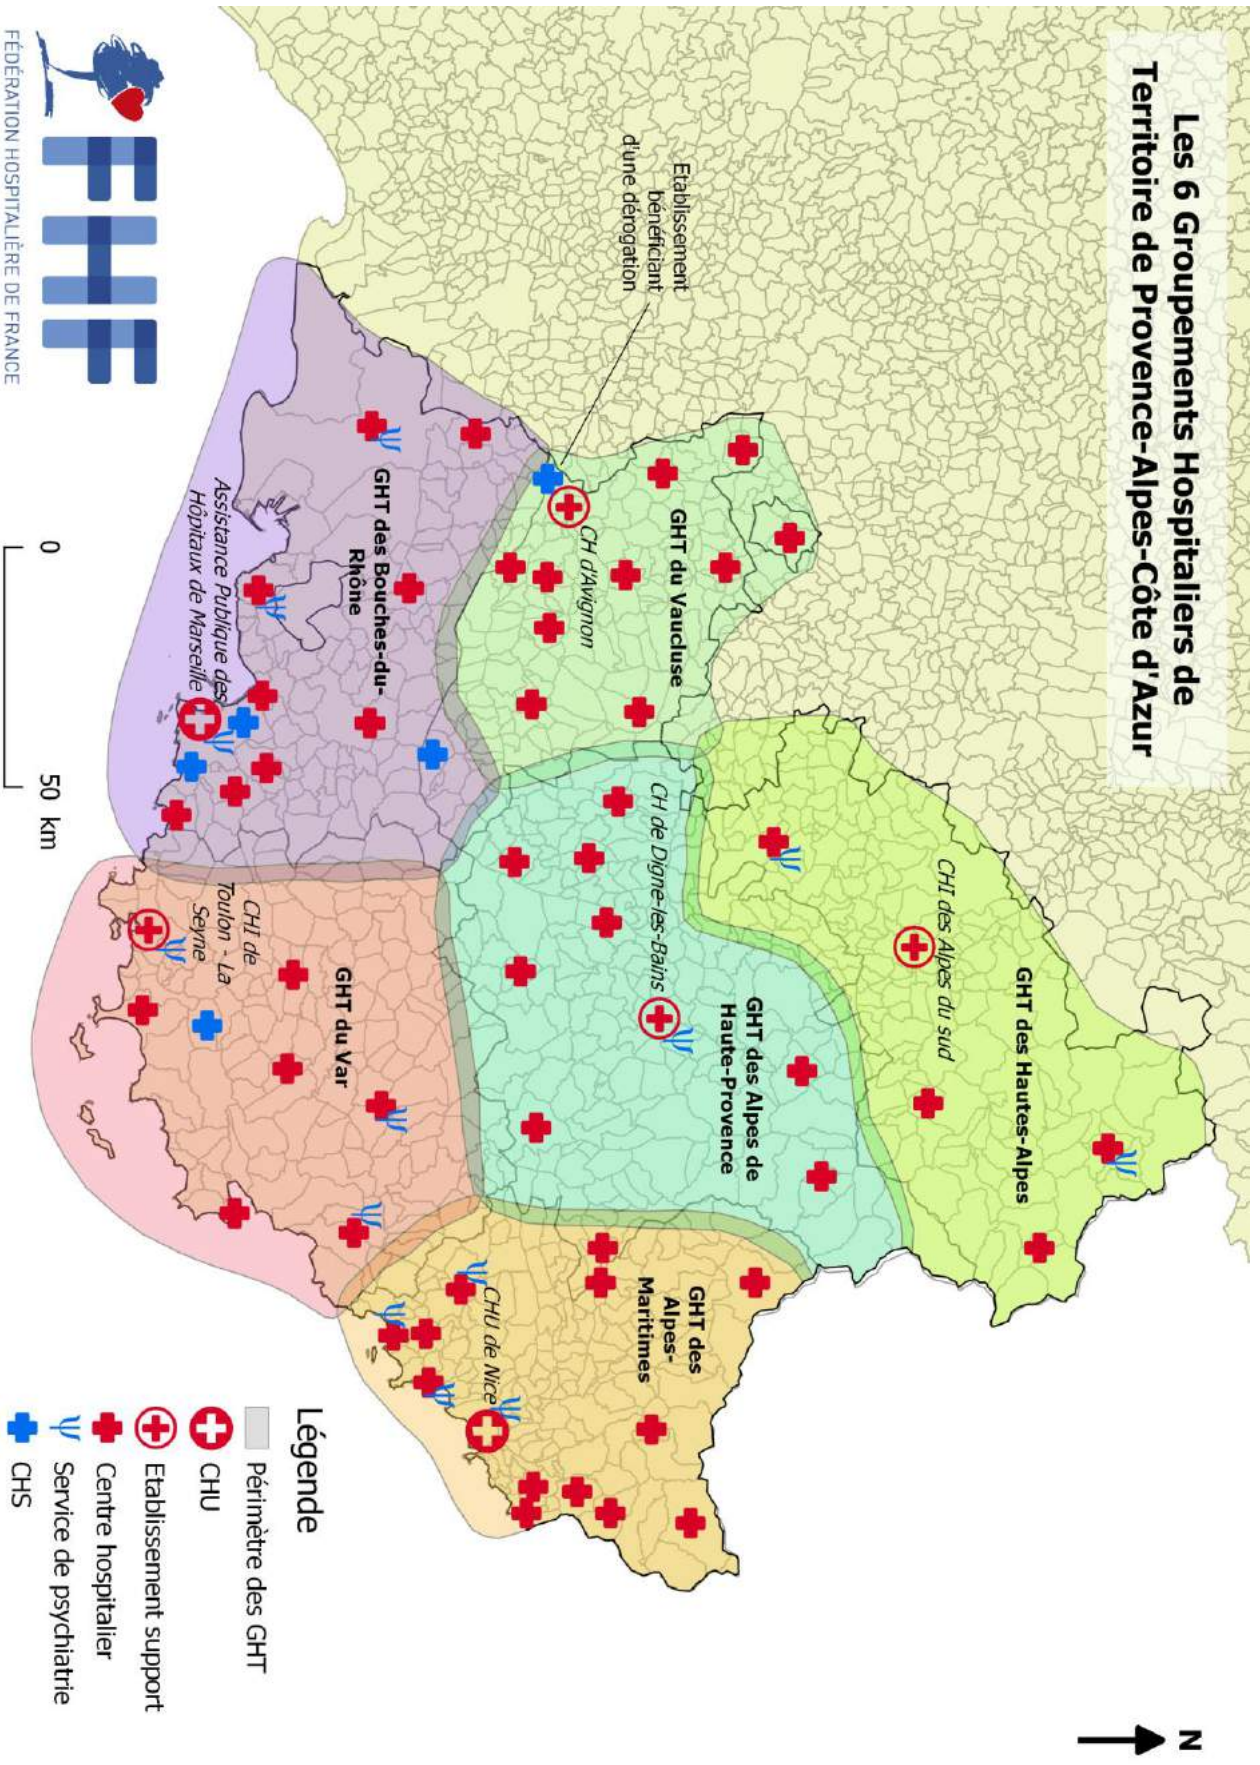 Les 6 Groupements Hospitaliers de
Territoire de Provence-Alpes-Côte d'Azur
N
GHT des Hautes-Alpes
CHI des Alpes du sud
Etablissement
bénéficiant
d'une dérogation
GHT du Vaucluse
CH d'Avignon
GHT des Alpes de
Haute-Provence
CH de Digne-les-Bains
GHT des
Alpes-
Maritimes
CHU de Nice
GHT des Bouches-du-
Rhône
Assistance Publique des
Hôpitaux de Marseille
GHT du Var
CHI de
Toulon - La
Seyne
Légende
Périmètre des GHT
CHU
Etablissement support
Centre hospitalier
Service de psychiatrie
CHS
FHF
FÉDÉRATION HOSPITALIÈRE DE FRANCE
0 50 km